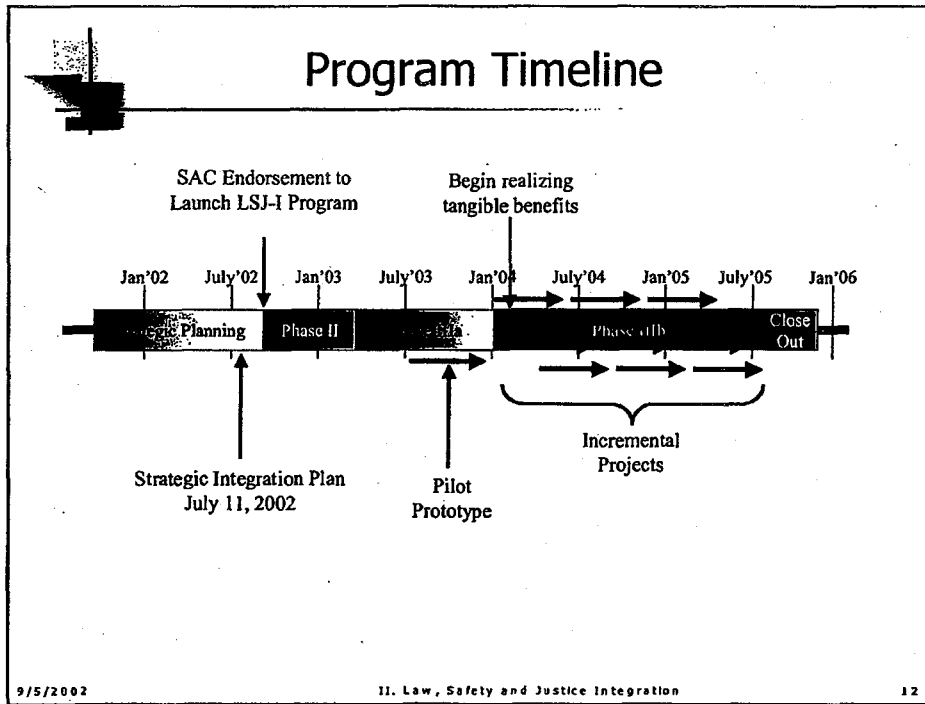 Program Timeline
SAC Endorsement to
Launch LSJ-I Program
Begin realizing
tangible benefits
Jan'02 July'02 Jan'03 July'03 Jan'04 July'04 Jan'05 July'05 Jan'06
Planning Phase II Phase Close
Out
Incremental
Projects
Strategic Integration Plan
July 11, 2002
Pilot
Prototype
9/5/2002 II. Law, Safety and Justice Integration 12